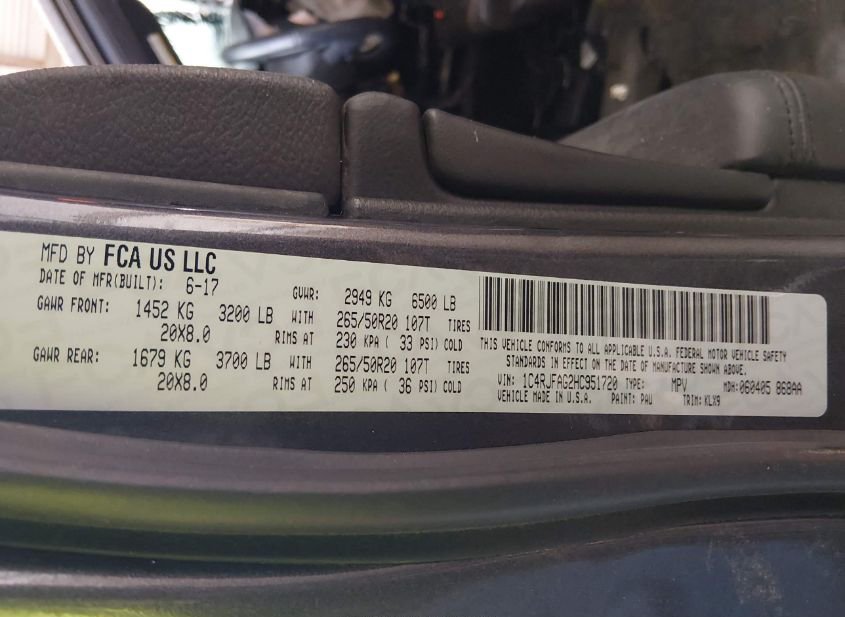 MFD BY FCA US LLC
DATE OF MFR(BUILT): 6-17 GVWR: 2949 KG 6500 LB
GAWR FRONT: 1452 KG 3200 LB WITH 265/50R20 107T TIRES
20X8.0 RIMS AT 230 KPA ( 33 PSI) COLD
GAWR REAR: 1679 KG 3700 LB WITH 265/50R20 107T TIRES
20X8.0 RIMS AT 250 KPA ( 36 PSI) COLD
THIS VEHICLE CONFORMS TO ALL APPLICABLE U.S.A. FEDERAL MOTOR VEHICLE SAFETY
STANDARDS IN EFFECT ON THE DATE OF MANUFACTURE SHOWN ABOVE.
VIN: 1C4RJFAG2HC951720 TYPE: MPV MDH: 060405 868AA
VEHICLE MADE IN U.S.A. PAINT: PAU TRIM: KLX9